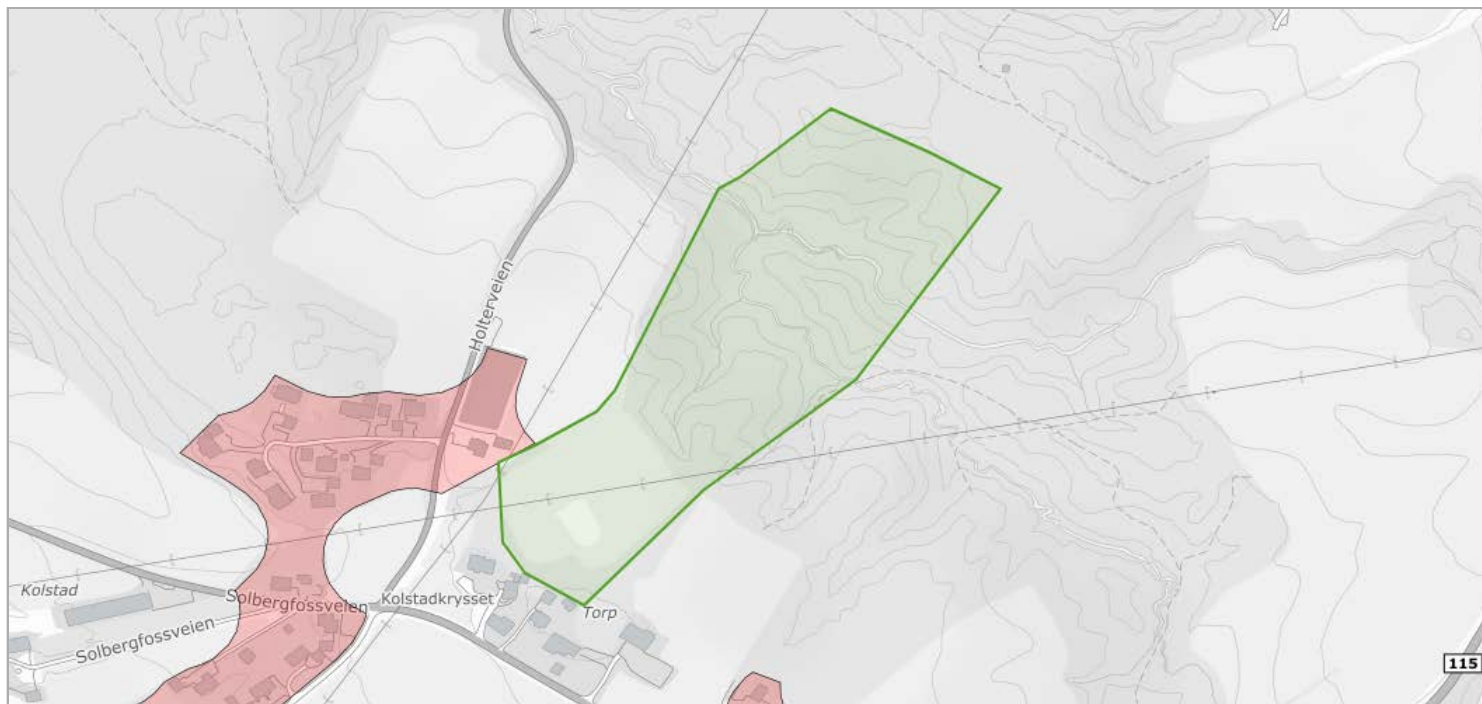 Holterveien
Kolstad
Solbergfossveien
Kolstadkrysset
Torp
Solbergfossveien
115